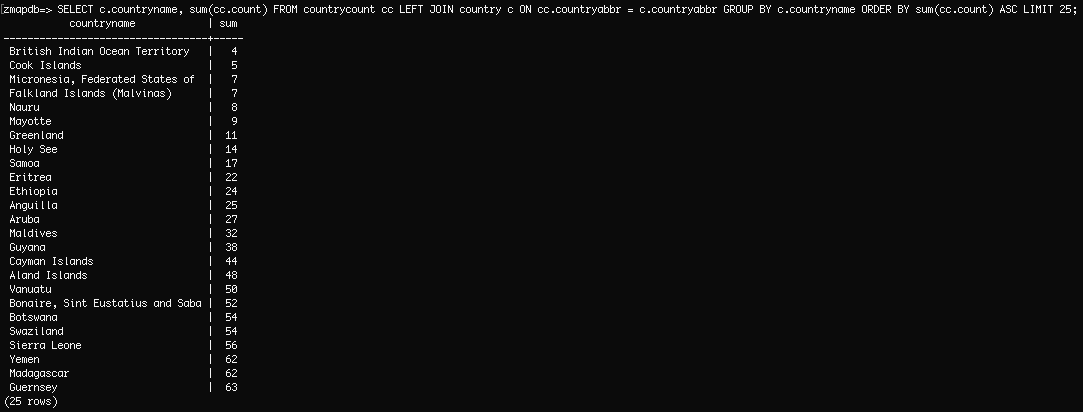 zmapdb=> SELECT c.countryname, sum(cc.count) FROM countrycount cc LEFT JOIN country c ON cc.countryabbr = c.countryabbr GROUP BY c.countryname ORDER BY sum(cc.count) ASC LIMIT 25;
           countryname            | sum
----------------------------------+-----
 British Indian Ocean Territory   |   4
 Cook Islands                     |   5
 Micronesia, Federated States of  |   7
 Falkland Islands (Malvinas)      |   7
 Nauru                            |   8
 Mayotte                          |   9
 Greenland                        |  11
 Holy See                         |  14
 Samoa                            |  17
 Eritrea                          |  22
 Ethiopia                         |  24
 Anguilla                         |  25
 Aruba                            |  27
 Maldives                         |  32
 Guyana                           |  38
 Cayman Islands                   |  44
 Aland Islands                    |  48
 Vanuatu                          |  50
 Bonaire, Sint Eustatius and Saba |  52
 Botswana                         |  54
 Swaziland                        |  54
 Sierra Leone                     |  56
 Yemen                            |  62
 Madagascar                       |  62
 Guernsey                         |  63
(25 rows)